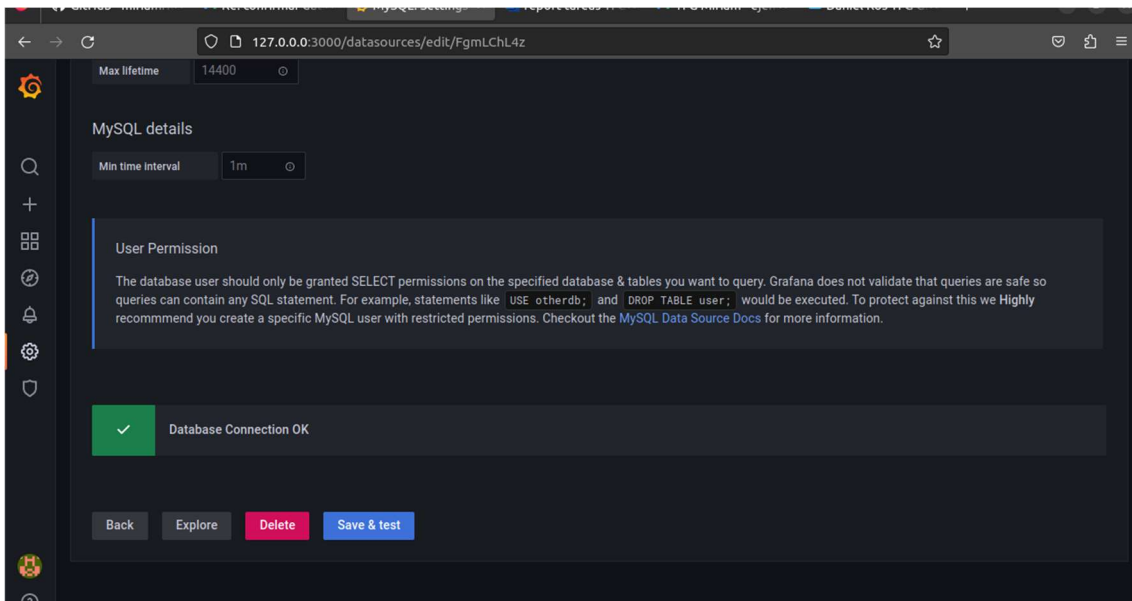 127.0.0.0:3000/datasources/edit/FgmLChL4z
Max lifetime 14400
MySQL details
Min time interval 1m
User Permission
The database user should only be granted SELECT permissions on the specified database & tables you want to query. Grafana does not validate that queries are safe so
queries can contain any SQL statement. For example, statements like USE otherdb; and DROP TABLE user; would be executed. To protect against this we Highly
recommmend you create a specific MySQL user with restricted permissions. Checkout the MySQL Data Source Docs for more information.
Database Connection OK
Back Explore Delete Save & test